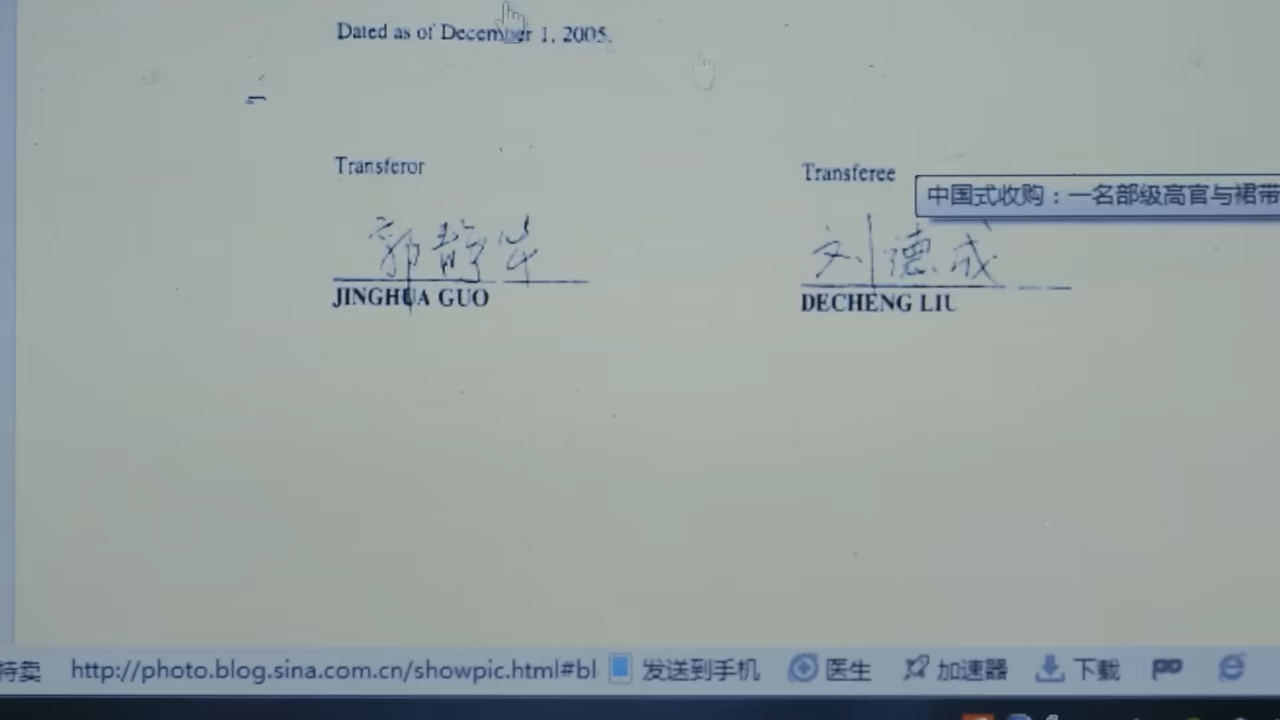 Dated as of December 1, 2005.
Transferor
Transferee
中国式收购：一名部级高官与裙带
郭静华
刘德成
JINGHUA GUO
DECHENG LIU
特卖 http://photo.blog.sina.com.cn/showpic.html#bl 发送到手机 医生 加速器 下载